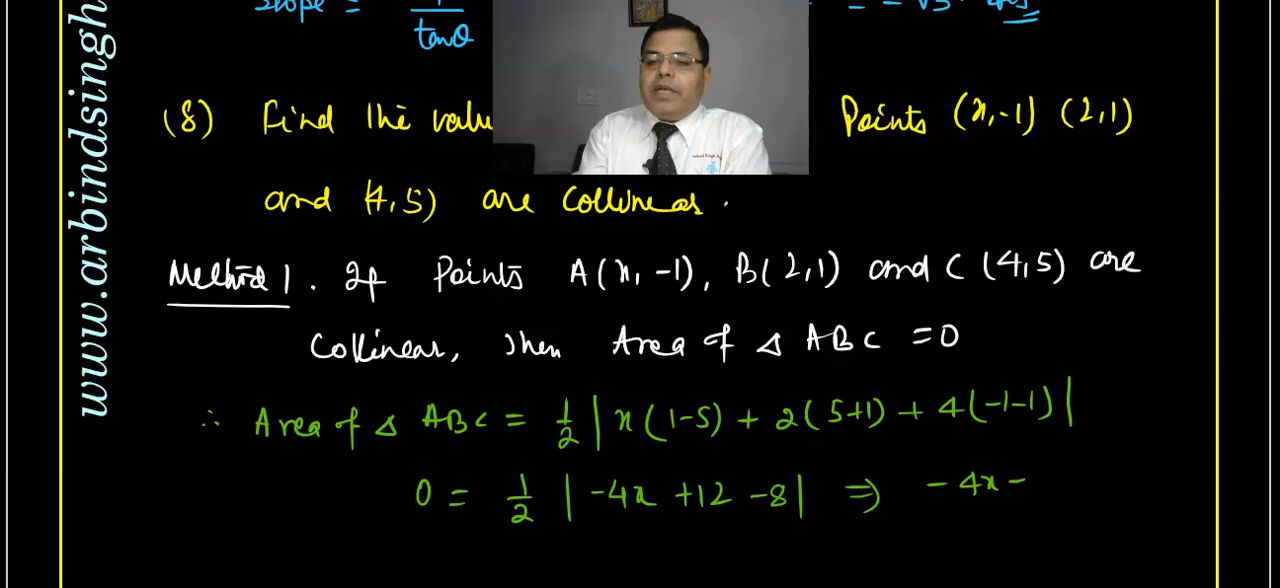 www.arbindsingh
Slope =
tanθ
= - √3
(8) Find the valu
Points (x,-1) (2,1)
and (4,5) are Collinear.
Method 1. If Points A(x,-1), B(2,1) and C(4,5) are
Collinear, then Area of △ ABC = 0
∴ Area of △ ABC = 1/2 | x(1-5) + 2(5+1) + 4(-1-1) |
0 = 1/2 | -4x +12 -8 | ⇒ -4x -